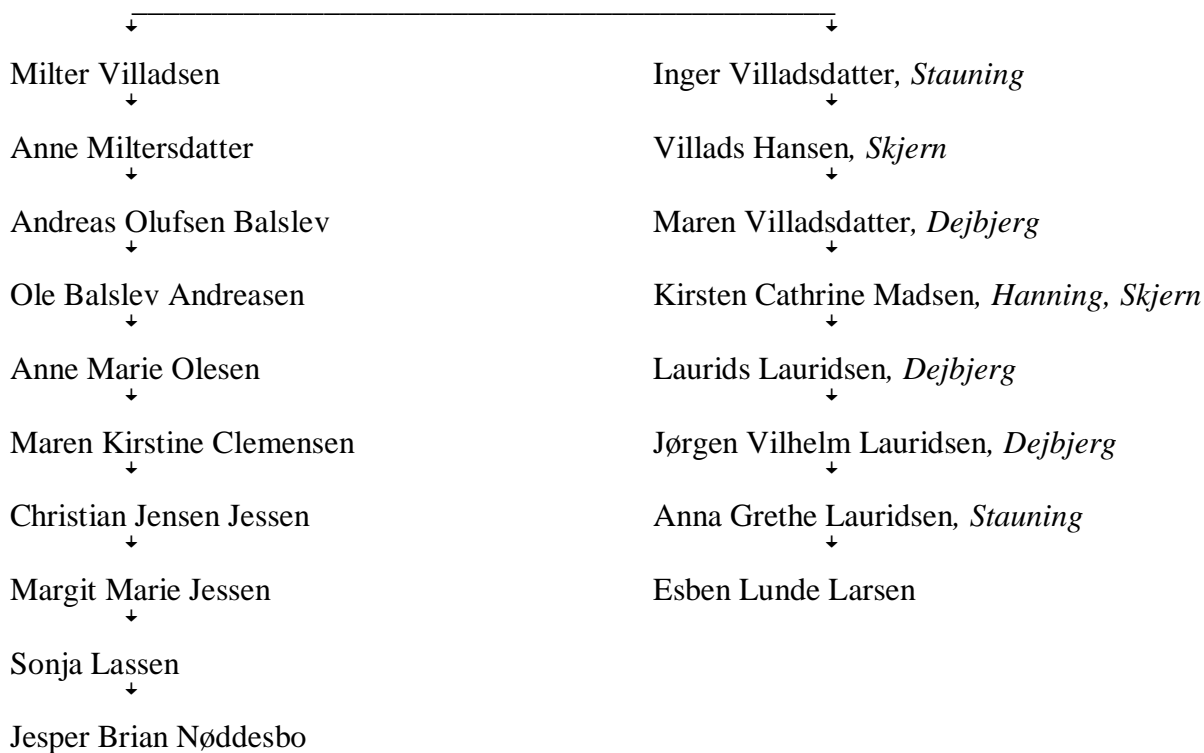 Milter Villadsen Inger Villadsdatter, Stauning
Anne Miltersdatter Villads Hansen, Skjern
Andreas Olufsen Balslev Maren Villadsdatter, Dejbjerg
Ole Balslev Andreasen Kirsten Cathrine Madsen, Hanning, Skjern
Anne Marie Olesen Laurids Lauridsen, Dejbjerg
Maren Kirstine Clemensen Jørgen Vilhelm Lauridsen, Dejbjerg
Christian Jensen Jessen Anna Grethe Lauridsen, Stauning
Margit Marie Jessen Esben Lunde Larsen
Sonja Lassen
Jesper Brian Nøddesbo